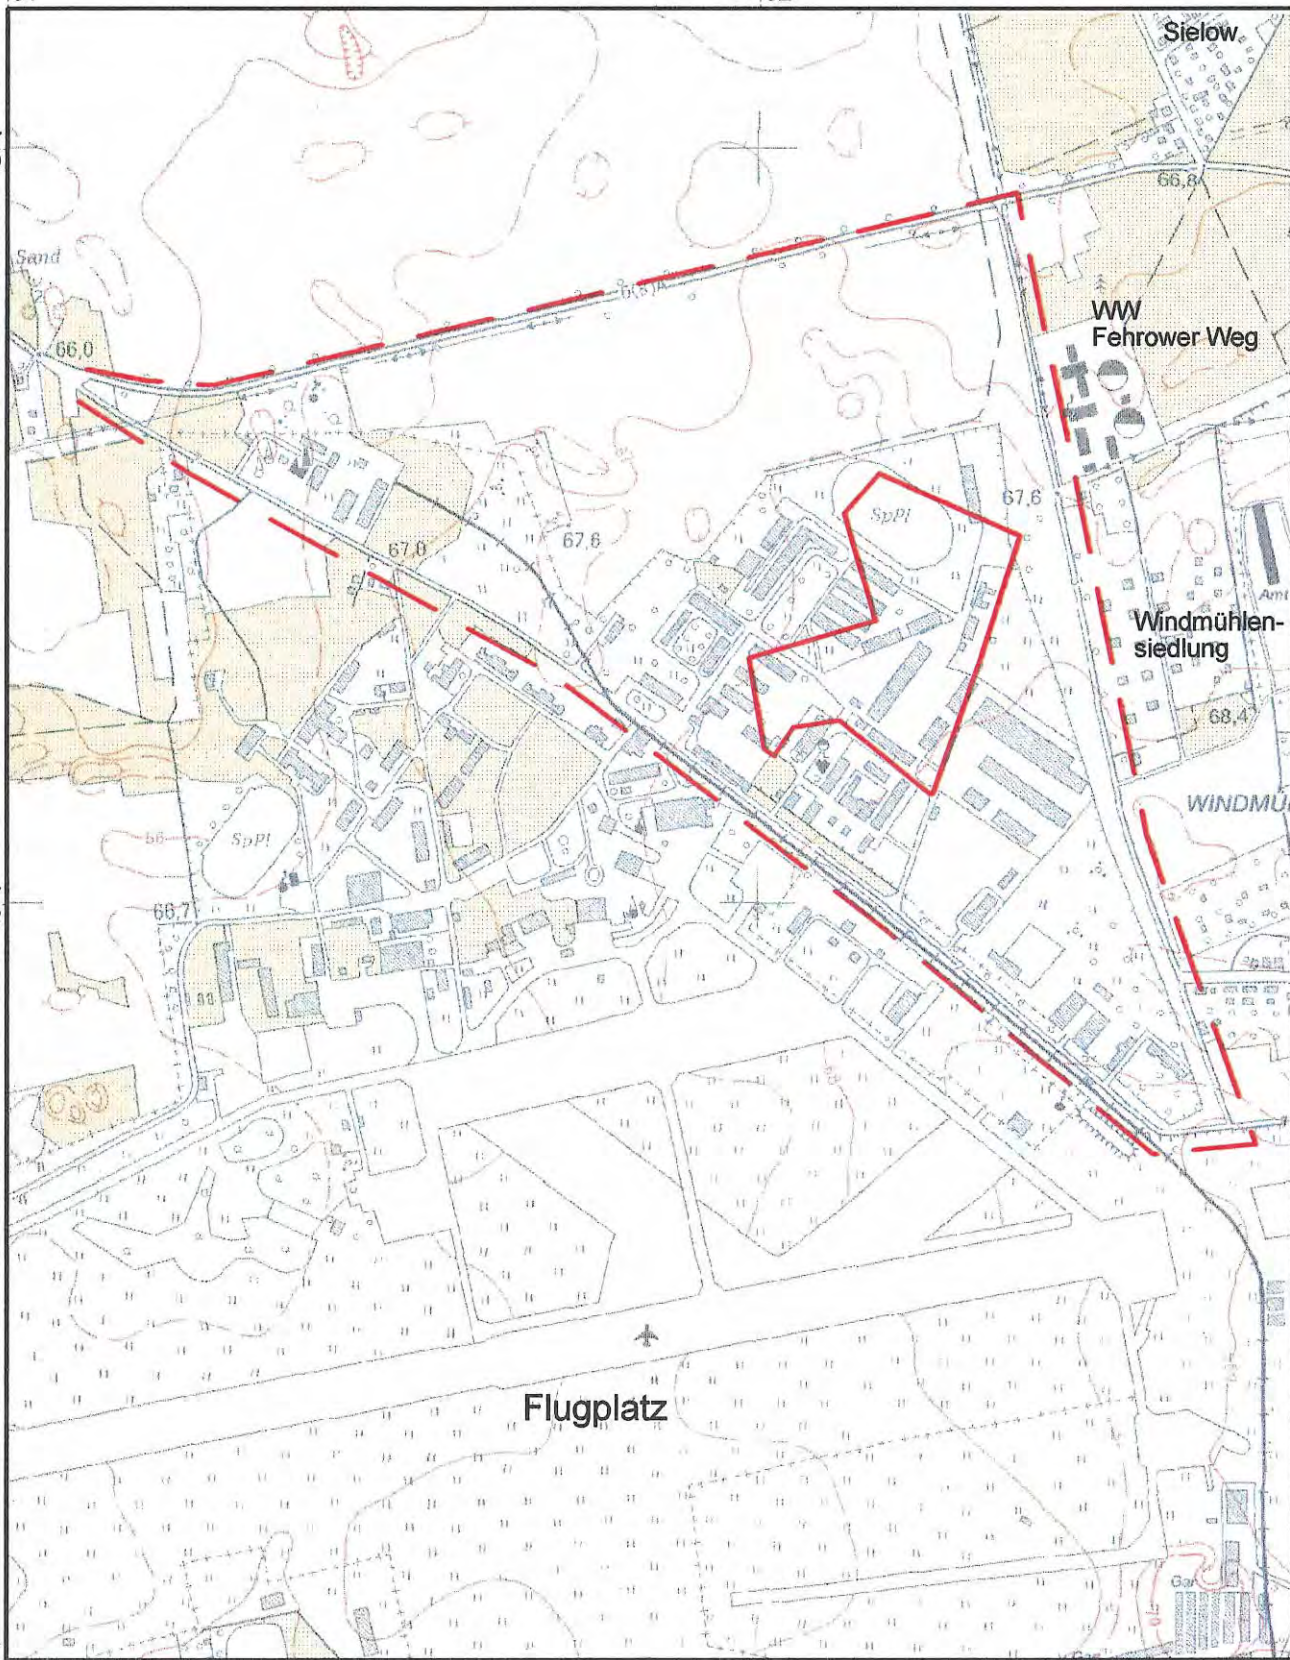 Sielow
66,8
Sand
WW
Fehrower Weg
66,0
SpPl
67,6
67,6
67,0
Amt
Windmühlen-
siedlung
68,4
WINDMÜ
SpPl
66,7
Flugplatz
Gar